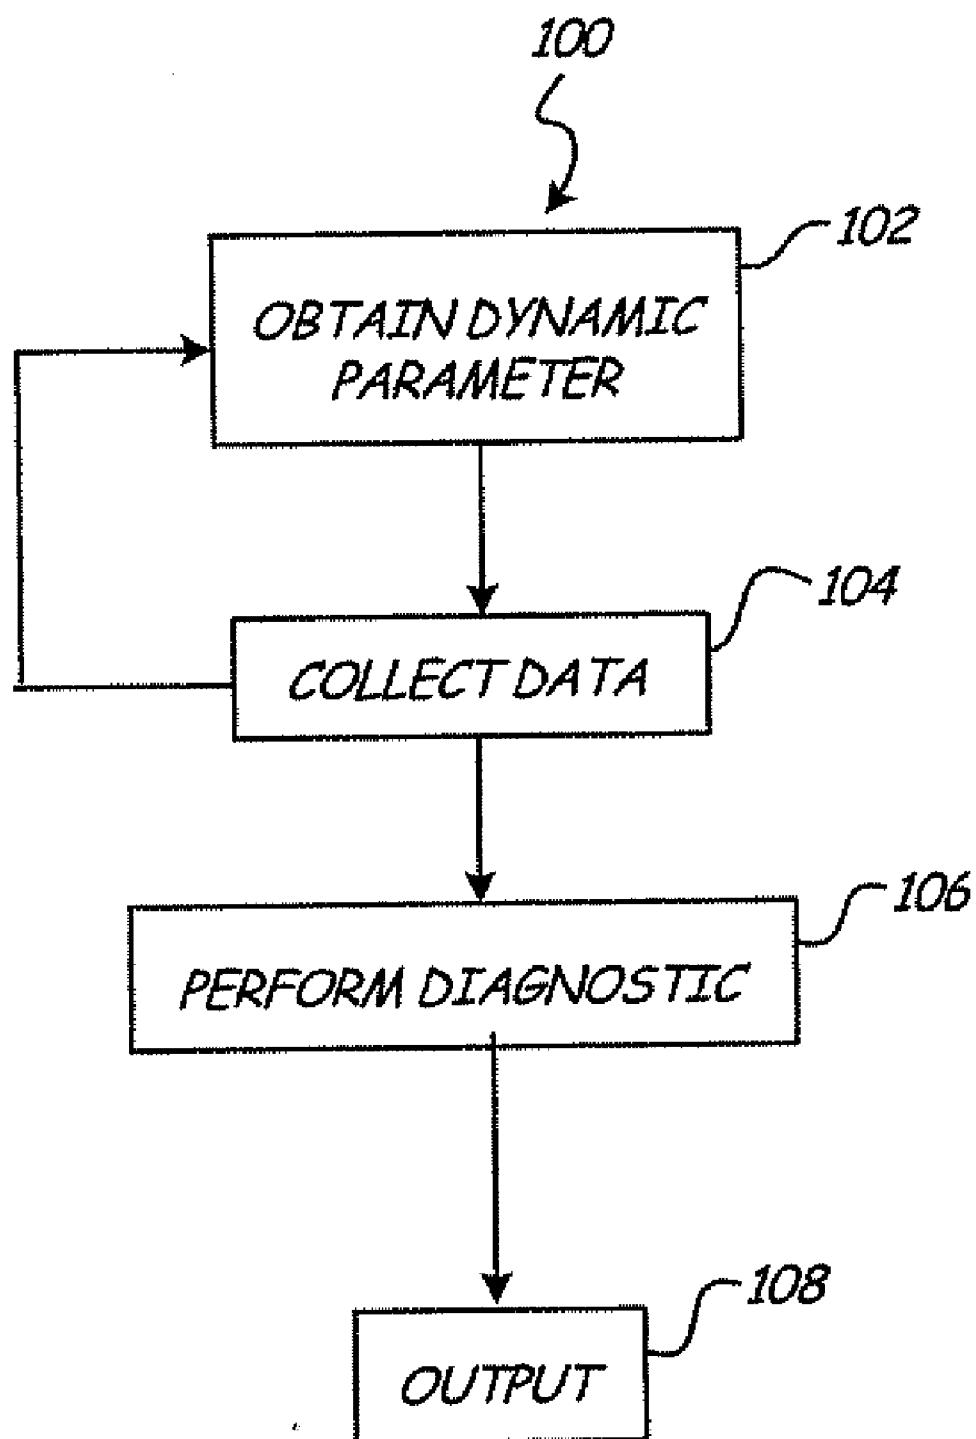 100
102
OBTAIN DYNAMIC
PARAMETER
104
COLLECT DATA
106
PERFORM DIAGNOSTIC
108
OUTPUT